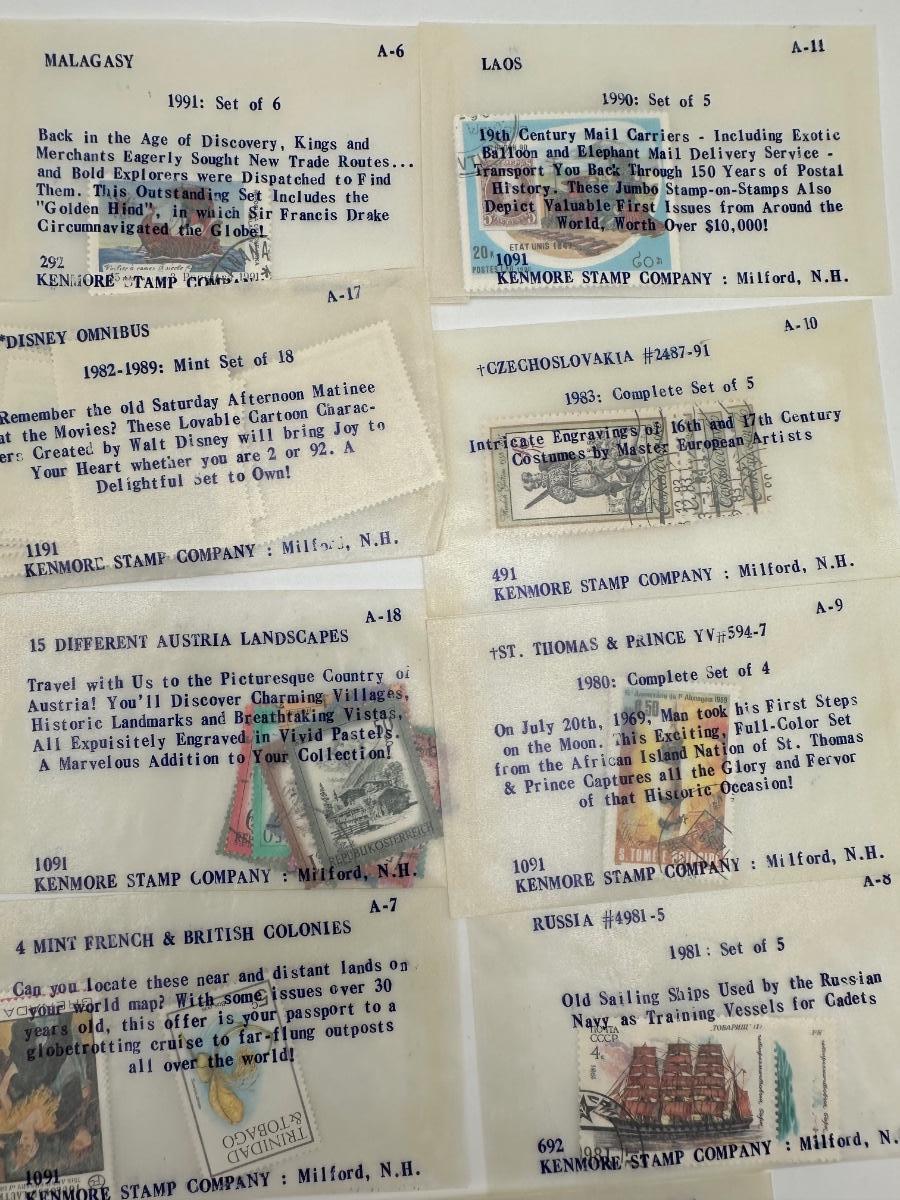 MALAGASY
A-6
1991: Set of 6
Back in the Age of Discovery, Kings and
Merchants Eagerly Sought New Trade Routes...
and Bold Explorers were Dispatched to Find
Them. This Outstanding Set Includes the
"Golden Hind", in which Sir Francis Drake
Circumnavigated the Globe!
292
KENMORE STAMP COMPANY
LAOS
A-11
1990: Set of 5
19th Century Mail Carriers - Including Exotic
Balloon and Elephant Mail Delivery Service -
Transport You Back Through 150 Years of Postal
History. These Jumbo Stamp-on-Stamps Also
Depict Valuable First Issues from Around the
World, Worth Over $10,000!
ETAT UNIS 1847
20
1091
KENMORE STAMP COMPANY : Milford, N.H.
*DISNEY OMNIBUS
A-17
1982-1989: Mint Set of 18
Remember the old Saturday Afternoon Matinee
at the Movies? These Lovable Cartoon Charac-
ers Created by Walt Disney will bring Joy to
Your Heart whether you are 2 or 92. A
Delightful Set to Own!
1191
KENMORE STAMP COMPANY : Milford, N.H.
†CZECHOSLOVAKIA #2487-91
A-10
1983: Complete Set of 5
Intricate Engravings of 16th and 17th Century
Costumes by Master European Artists
491
KENMORE STAMP COMPANY : Milford, N.H.
15 DIFFERENT AUSTRIA LANDSCAPES
A-18
Travel with Us to the Picturesque Country of
Austria! You'll Discover Charming Villages,
Historic Landmarks and Breathtaking Vistas,
All Expuisitely Engraved in Vivid Pastels.
A Marvelous Addition to Your Collection!
REPUBLIK ÖSTERREICH
1091
KENMORE STAMP COMPANY : Milford, N.H.
†ST. THOMAS & PRINCE YV#594-7
A-9
1980: Complete Set of 4
On July 20th, 1969, Man took his First Steps
on the Moon. This Exciting, Full-Color Set
from the African Island Nation of St. Thomas
& Prince Captures all the Glory and Fervor
of that Historic Occasion!
S. TOMÉ E
1091
KENMORE STAMP COMPANY : Milford, N.H.
4 MINT FRENCH & BRITISH COLONIES
A-7
Can you locate these near and distant lands on
your world map? With some issues over 30
years old, this offer is your passport to a
globetrotting cruise to far-flung outposts
all over the world!
GRENADA
TRINIDAD
& TOBAGO
1091
KENMORE STAMP COMPANY : Milford, N.H.
RUSSIA #4981-5
A-8
1981: Set of 5
Old Sailing Ships Used by the Russian
Navy as Training Vessels for Cadets
ПОЧТА
СССР
4к
„ТОВАРИЩ"(I)
692
KENMORE STAMP COMPANY : Milford, N.